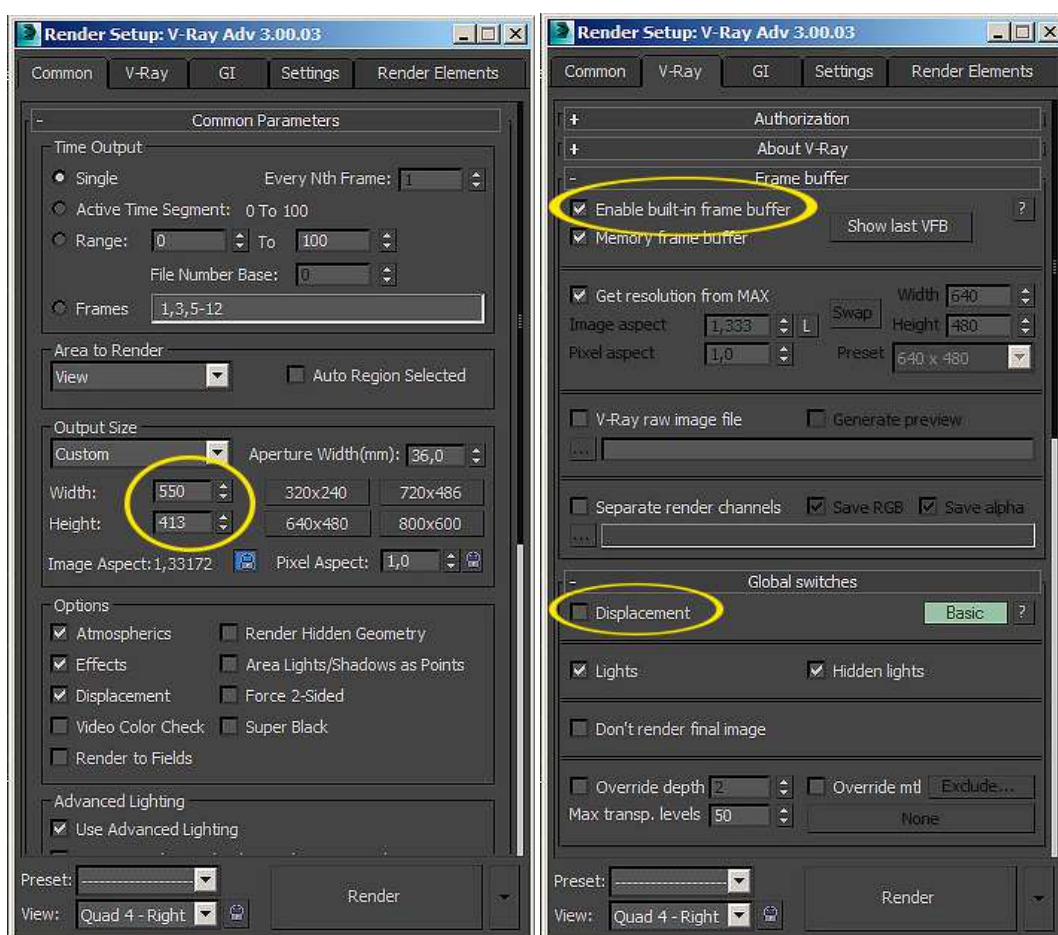 Render Setup: V-Ray Adv 3.00.03
Common V-Ray GI Settings Render Elements
- Common Parameters
Time Output
Single Every Nth Frame: 1
Active Time Segment: 0 To 100
Range: 0 To 100
File Number Base: 0
Frames 1,3,5-12
Area to Render
View Auto Region Selected
Output Size
Custom Aperture Width(mm): 36,0
Width: 550 320x240 720x486
Height: 413 640x480 800x600
Image Aspect: 1,33172 Pixel Aspect: 1,0
Options
Atmospherics Render Hidden Geometry
Effects Area Lights/Shadows as Points
Displacement Force 2-Sided
Video Color Check Super Black
Render to Fields
Advanced Lighting
Use Advanced Lighting
Preset: --------------------
View: Quad 4 - Right Render
Render Setup: V-Ray Adv 3.00.03
Common V-Ray GI Settings Render Elements
+ Authorization
+ About V-Ray
- Frame buffer
Enable built-in frame buffer ?
Memory frame buffer Show last VFB
Get resolution from MAX Width 640
Image aspect 1,333 L Swap Height 480
Pixel aspect 1,0 Preset 640 x 480
V-Ray raw image file Generate preview
...
Separate render channels Save RGB Save alpha
...
- Global switches
Displacement Basic ?
Lights Hidden lights
Don't render final image
Override depth 2 Override mtl Exclude...
Max transp. levels 50 None
Preset: --------------------
View: Quad 4 - Right Render